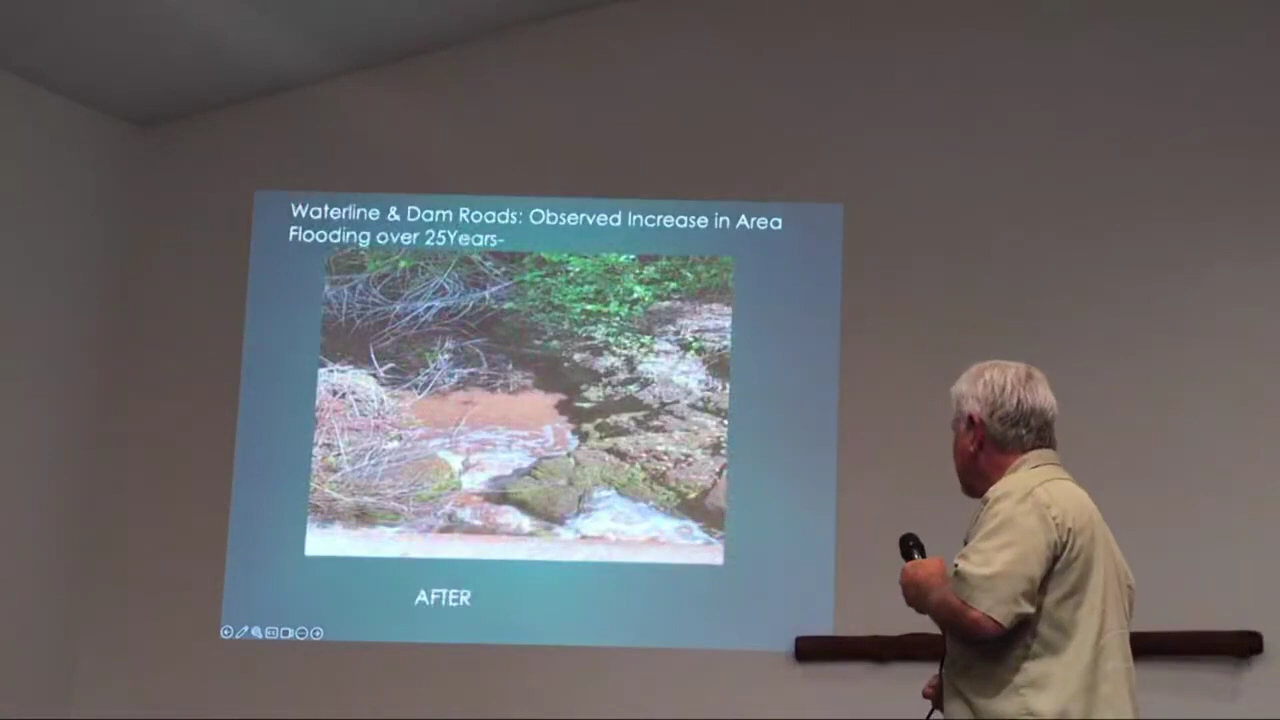 Waterline & Dam Roads: Observed Increase in Area
Flooding over 25Years-
AFTER